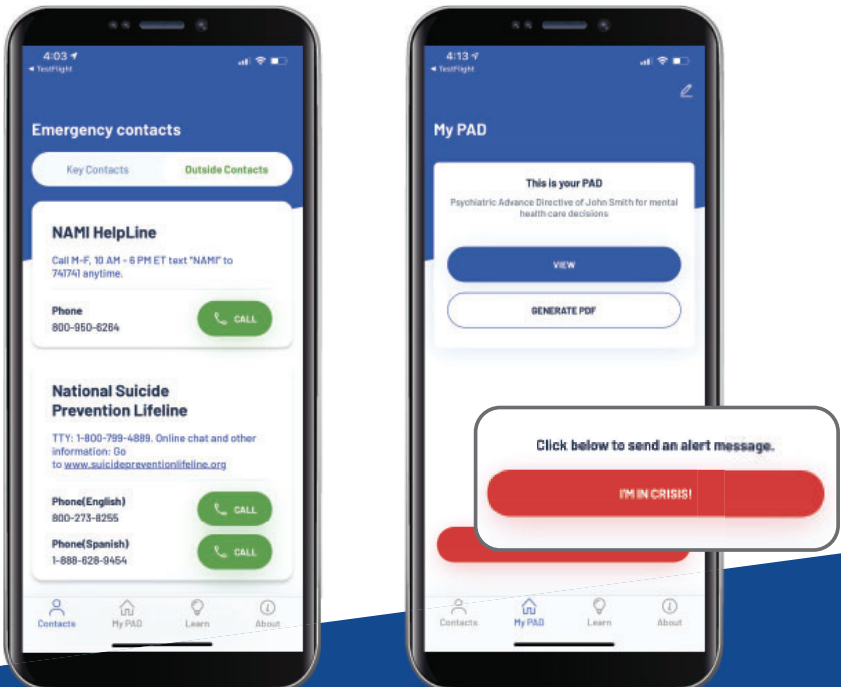 4:03
TestFlight
Emergency contacts
Key Contacts
Outside Contacts
NAMI HelpLine
Call M-F, 10 AM - 6 PM ET text "NAMI" to
741741 anytime.
Phone
800-950-6264
CALL
National Suicide
Prevention Lifeline
TTY: 1-800-799-4889. Online chat and other
information: Go
to www.suicidepreventionlifeline.org
Phone(English)
800-273-8255
CALL
Phone(Spanish)
1-888-628-9454
CALL
Contacts
My PAD
Learn
About
4:13
TestFlight
My PAD
This is your PAD
Psychiatric Advance Directive of John Smith for mental
health care decisions
VIEW
GENERATE PDF
Click below to send an alert message.
I'M IN CRISIS!
Contacts
My PAD
Learn
About